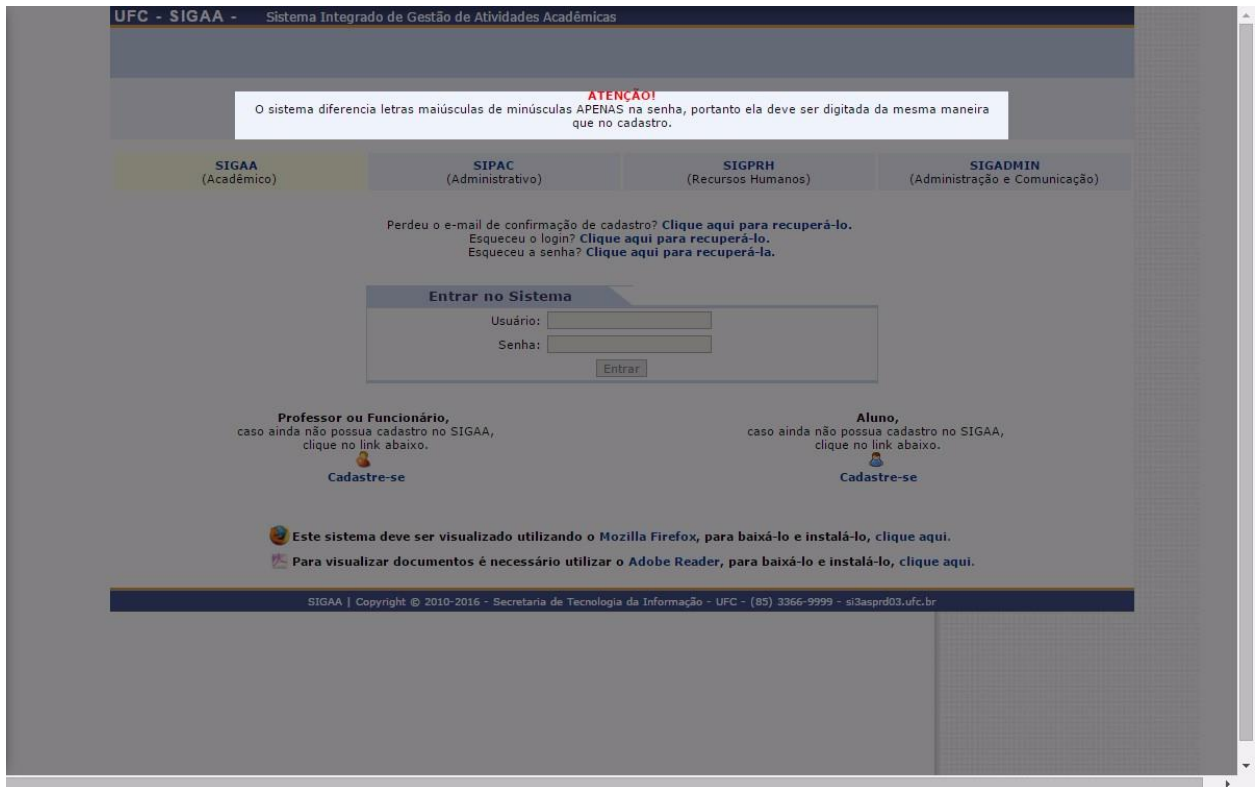 UFC - SIGAA - Sistema Integrado de Gestão de Atividades Acadêmicas
ATENÇÃO!
O sistema diferencia letras maiúsculas de minúsculas APENAS na senha, portanto ela deve ser digitada da mesma maneira
que no cadastro.
SIGAA SIPAC SIGPRH SIGADMIN
(Acadêmico) (Administrativo) (Recursos Humanos) (Administração e Comunicação)
Perdeu o e-mail de confirmação de cadastro? Clique aqui para recuperá-lo.
Esqueceu o login? Clique aqui para recuperá-lo.
Esqueceu a senha? Clique aqui para recuperá-la.
Entrar no Sistema
Usuário:
Senha:
Entrar
Professor ou Funcionário,
caso ainda não possua cadastro no SIGAA,
clique no link abaixo.
Cadastre-se
Aluno,
caso ainda não possua cadastro no SIGAA,
clique no link abaixo.
Cadastre-se
Este sistema deve ser visualizado utilizando o Mozilla Firefox, para baixá-lo e instalá-lo, clique aqui.
Para visualizar documentos é necessário utilizar o Adobe Reader, para baixá-lo e instalá-lo, clique aqui.
SIGAA | Copyright © 2010-2016 - Secretaria de Tecnologia da Informação - UFC - (85) 3366-9999 - si3asprd03.ufc.br